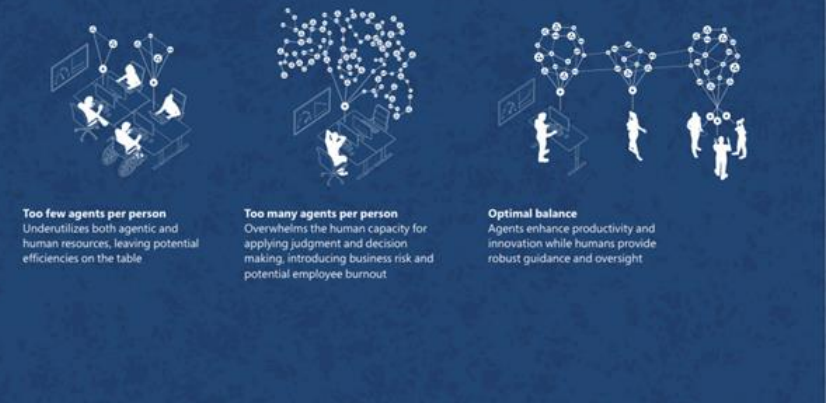 Too few agents per person
Underutilizes both agentic and
human resources, leaving potential
efficiencies on the table
Too many agents per person
Overwhelms the human capacity for
applying judgment and decision
making, introducing business risk and
potential employee burnout
Optimal balance
Agents enhance productivity and
innovation while humans provide
robust guidance and oversight